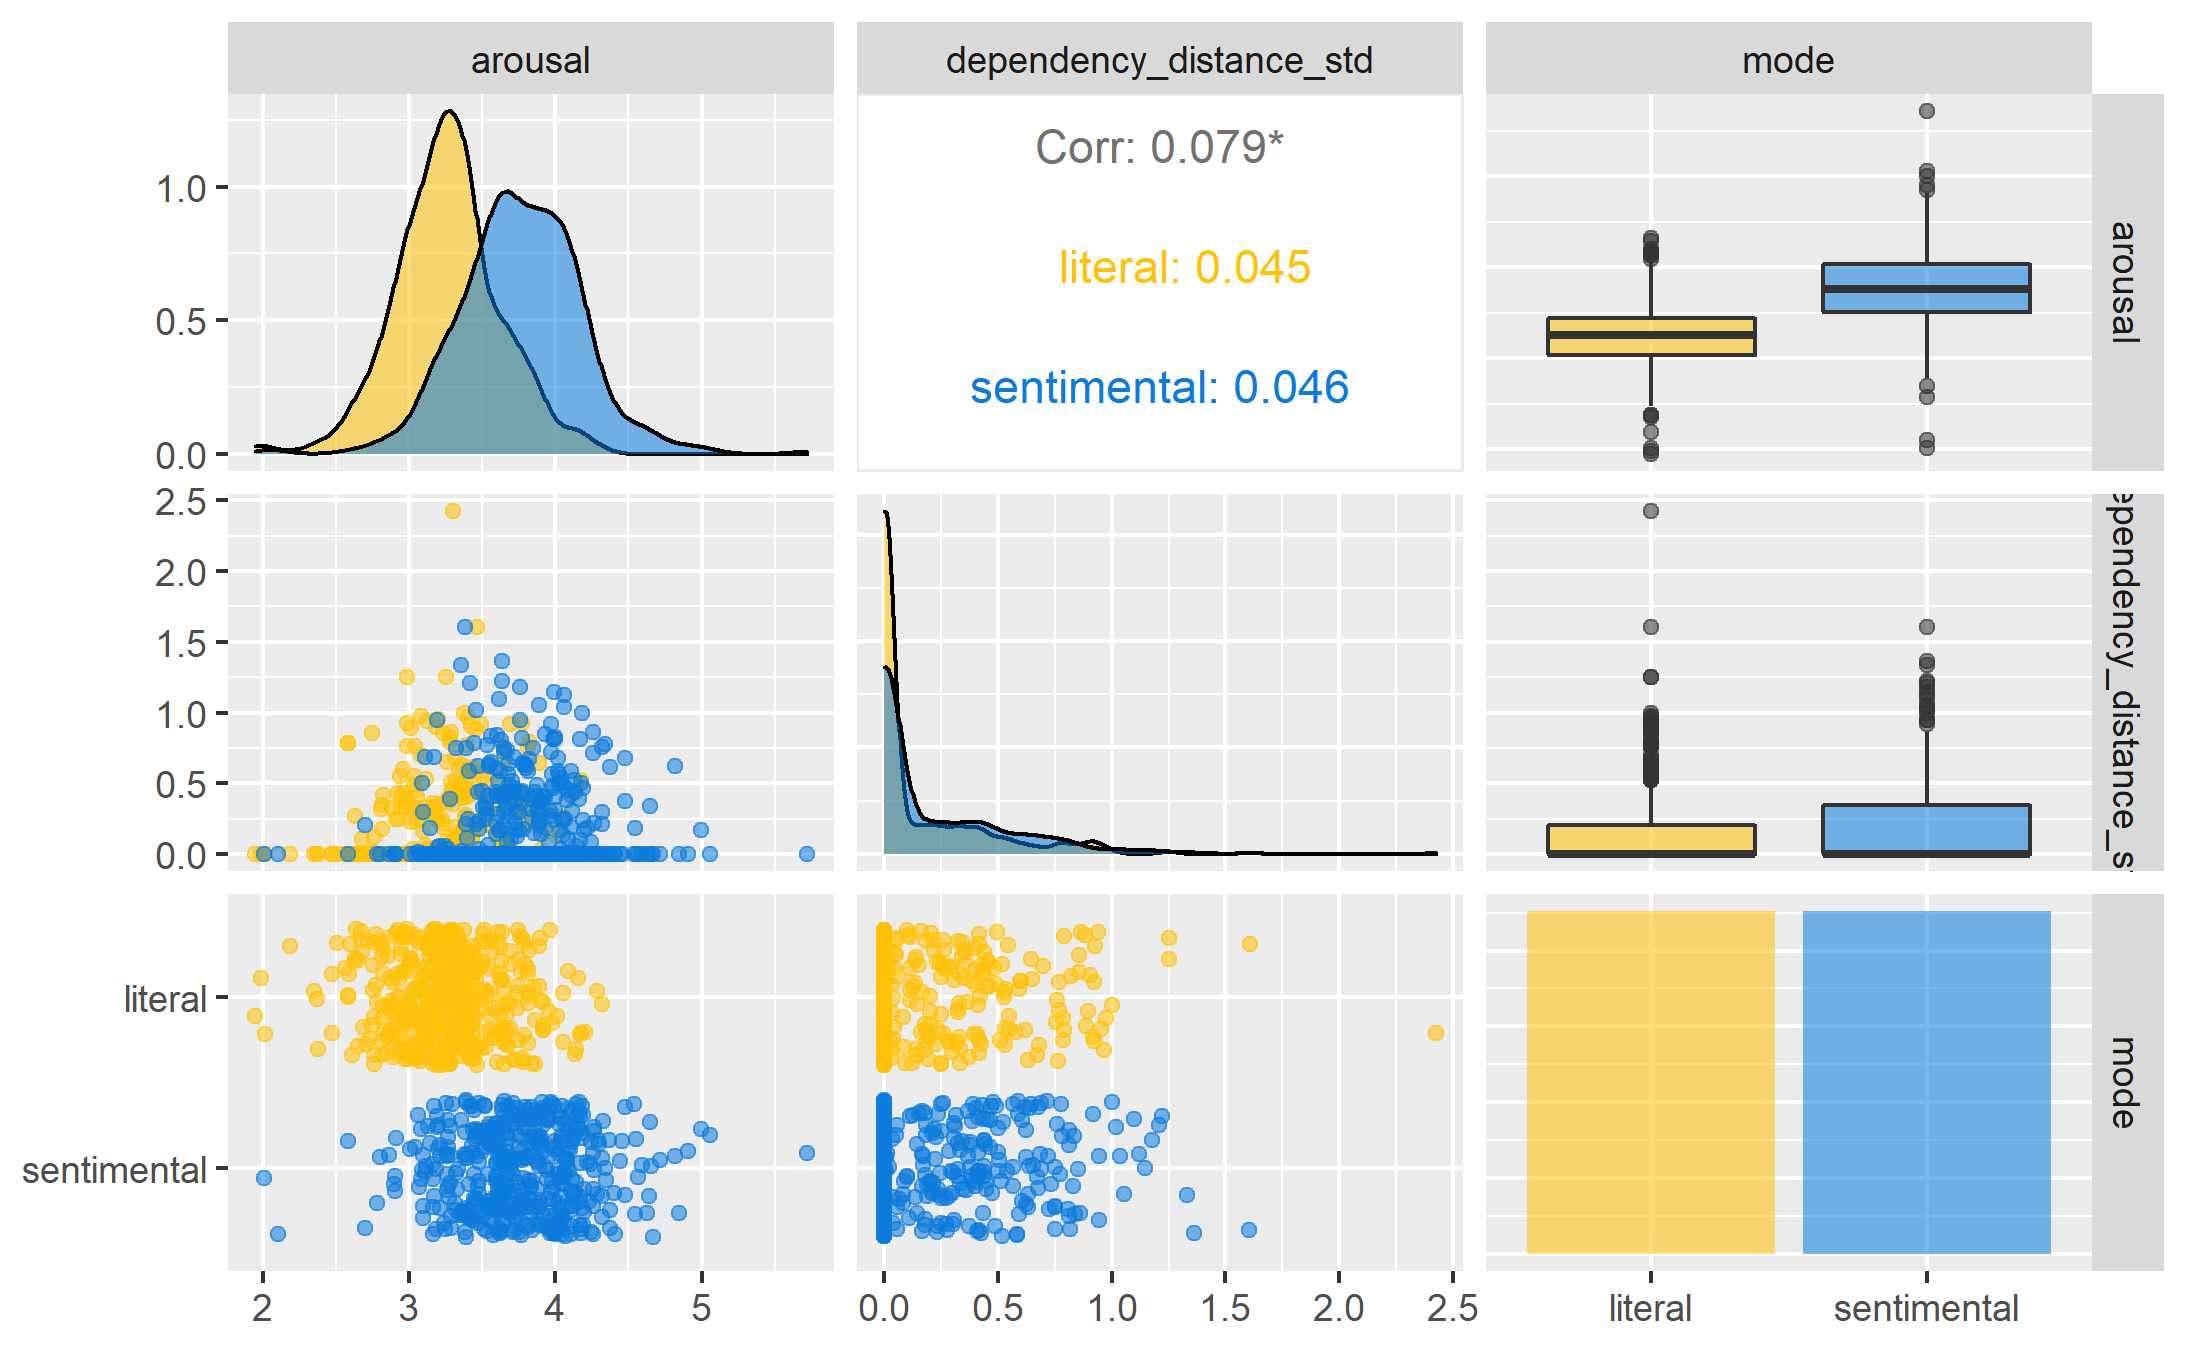 arousal
dependency_distance_std
mode
1.0
0.5
0.0
Corr: 0.079*
literal: 0.045
sentimental: 0.046
arousal
2.5
2.0
1.5
1.0
0.5
0.0
ependency_distance_s
literal
sentimental
mode
2
3
4
5
0.0
0.5
1.0
1.5
2.0
2.5
literal
sentimental